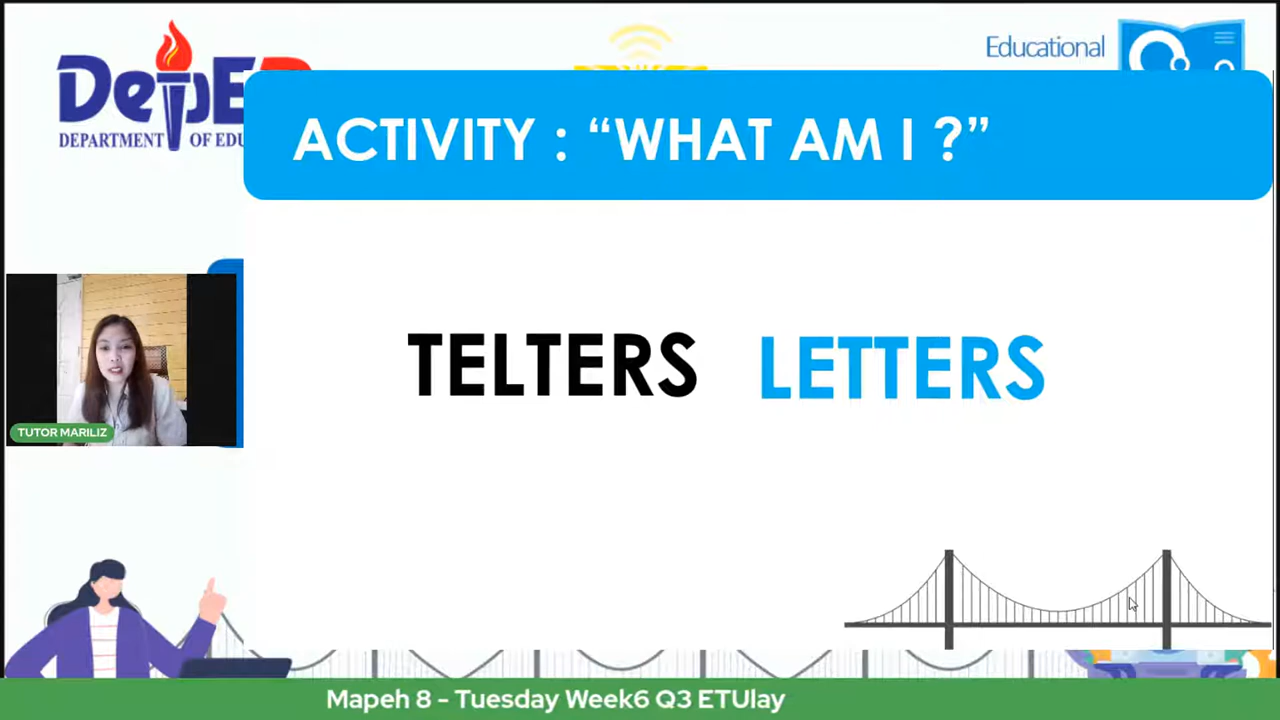 DepED
DEPARTMENT OF EDU
Educational
ACTIVITY : “WHAT AM I ?”
TELTERS LETTERS
TUTOR MARILIZ
Mapeh 8 - Tuesday Week6 Q3 ETUlay